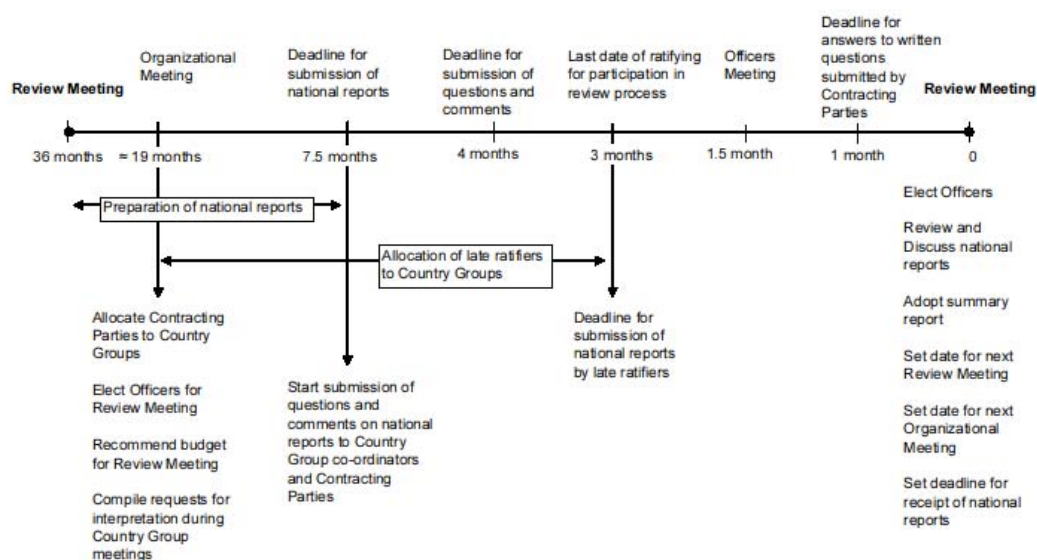 Review Meeting
Organizational
Meeting
Deadline for
submission of
national reports
Deadline for
submission of
questions and
comments
Last date of ratifying
for participation in
review process
Officers
Meeting
Deadline for
answers to written
questions
submitted by
Contracting
Parties
Review Meeting
36 months
≈ 19 months
7.5 months
4 months
3 months
1.5 month
1 month
0
Preparation of national reports
Allocation of late ratifiers
to Country Groups
Allocate Contracting
Parties to Country
Groups
Elect Officers for
Review Meeting
Recommend budget
for Review Meeting
Compile requests for
interpretation during
Country Group
meetings
Start submission of
questions and
comments on national
reports to Country
Group co-ordinators
and Contracting
Parties
Deadline for
submission of
national reports
by late ratifiers
Elect Officers
Review and
Discuss national
reports
Adopt summary
report
Set date for next
Review Meeting
Set date for next
Organizational
Meeting
Set deadline for
receipt of national
reports